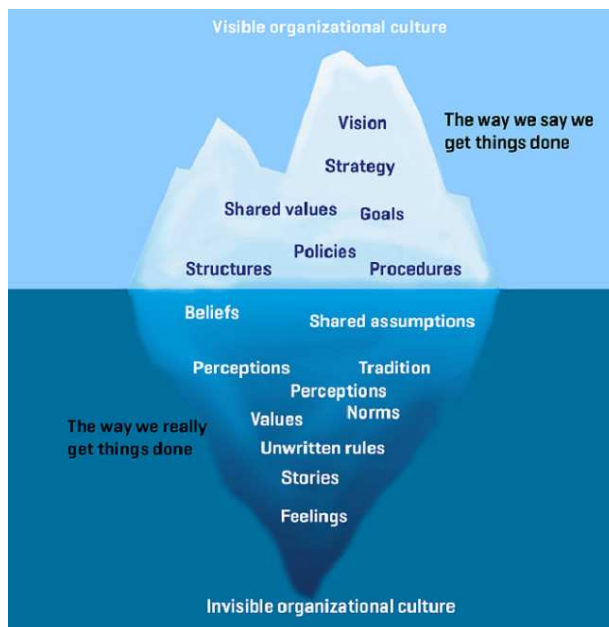 Visible organizational culture
The way we say we
get things done
Vision
Strategy
Shared values
Goals
Policies
Structures
Procedures
Beliefs
Shared assumptions
Perceptions
Tradition
Perceptions
Norms
Values
The way we really
get things done
Unwritten rules
Stories
Feelings
Invisible organizational culture